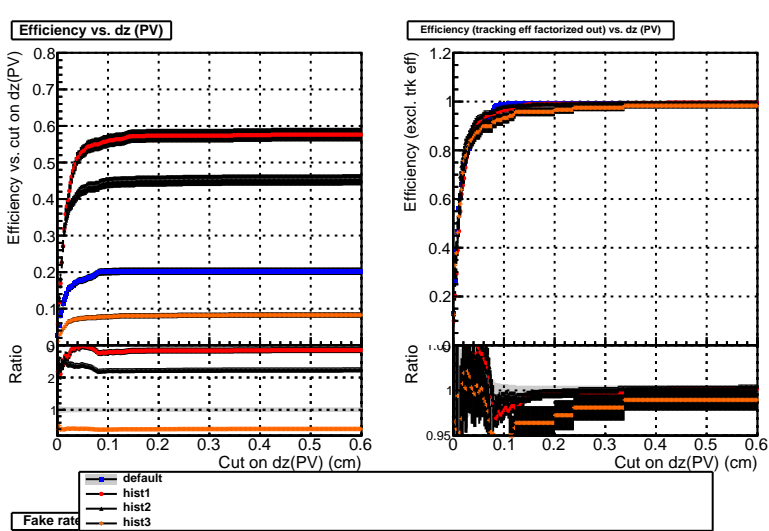 Efficiency vs. dz (PV)
Efficiency vs. cut on dz(PV)
0.8
0.7
0.6
0.5
0.4
0.3
0.2
0.1
0
Ratio
2
1
0 0.1 0.2 0.3 0.4 0.5 0.6
Cut on dz(PV) (cm)
Efficiency (tracking eff factorized out) vs. dz (PV)
Efficiency (excl. trk eff)
1.2
1
0.8
0.6
0.4
0.2
Ratio
1
0.95
0 0.1 0.2 0.3 0.4 0.5 0.6
Cut on dz(PV) (cm)
default
hist1
hist2
hist3
Fake rate